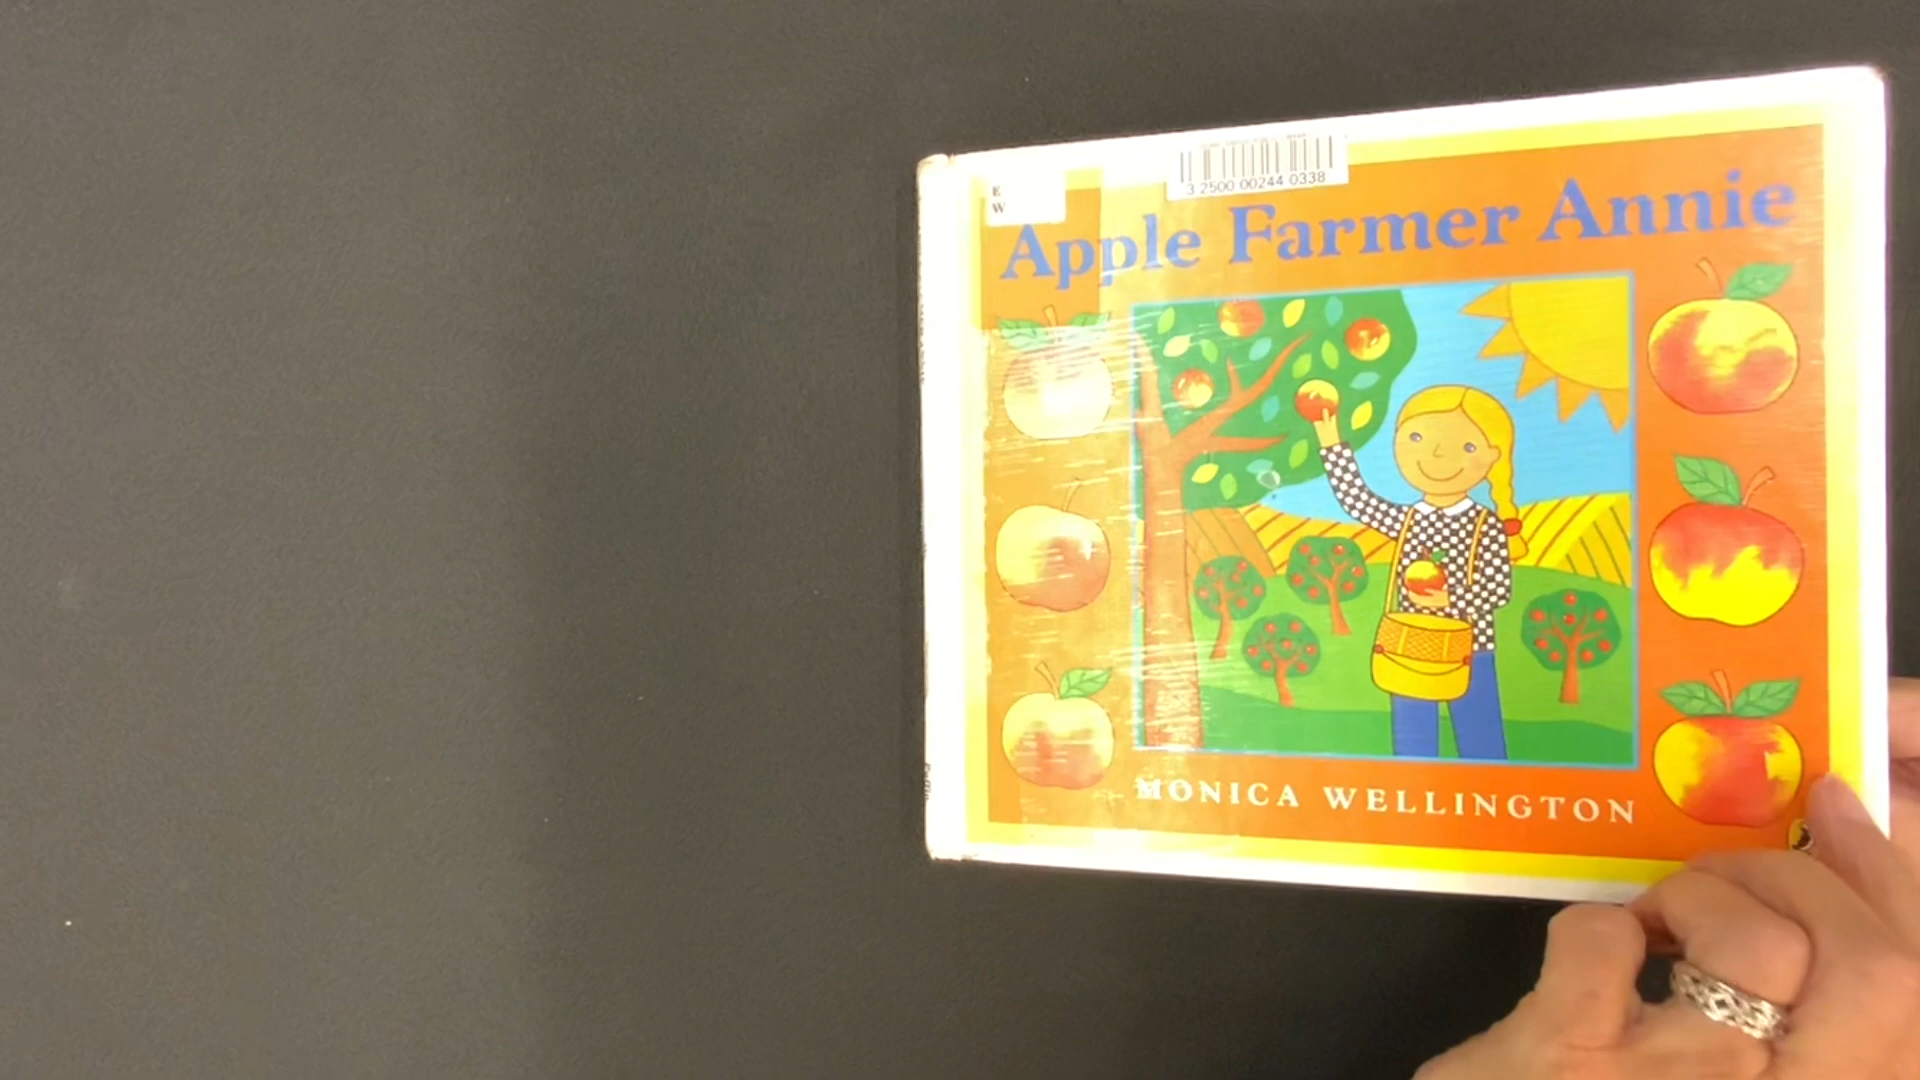 E
W
3 2500 00244 0338
Apple Farmer Annie
MONICA WELLINGTON